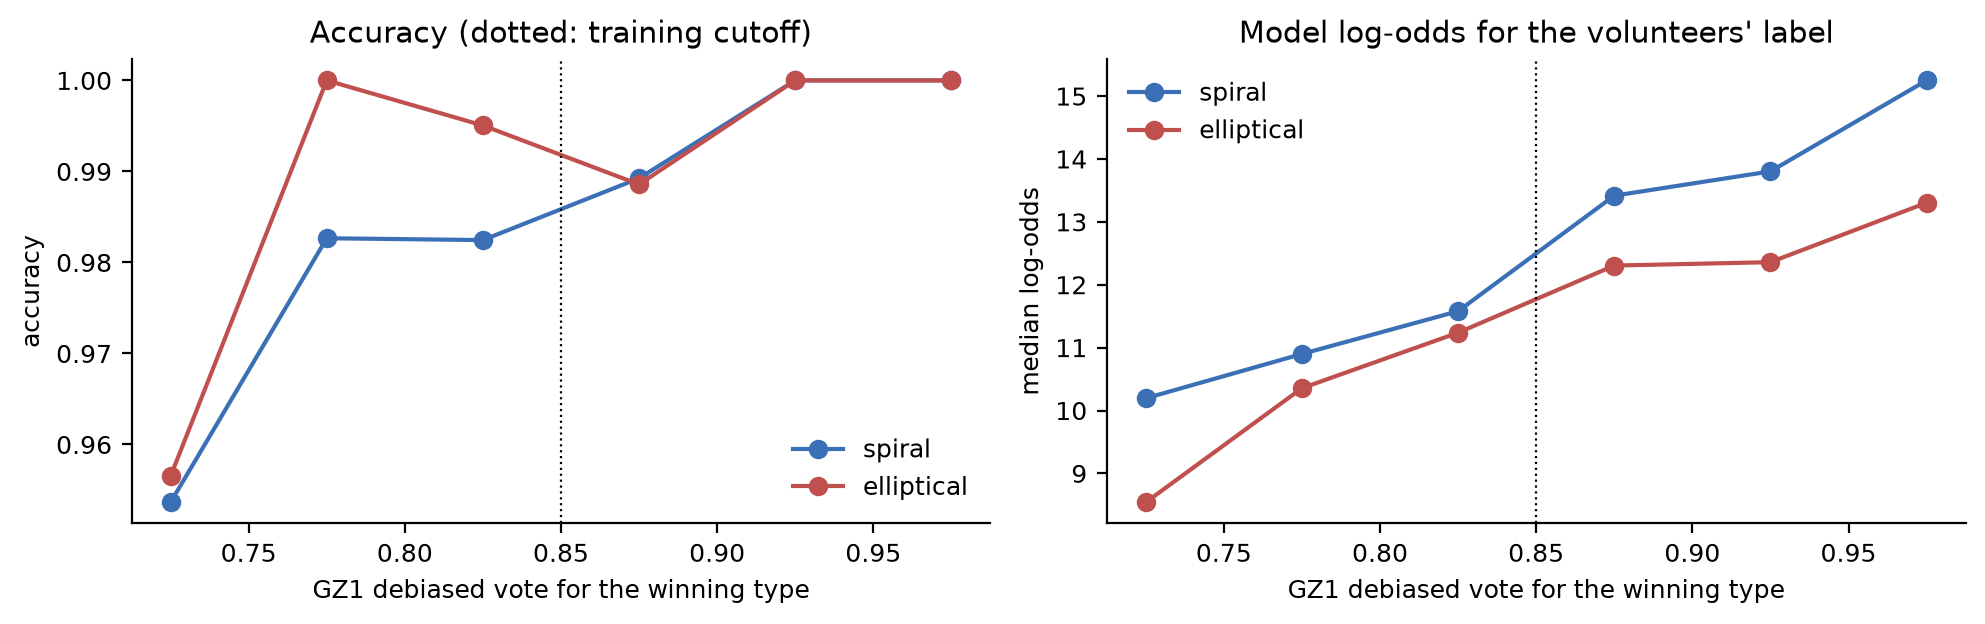 Accuracy (dotted: training cutoff)
1.00
0.99
0.98
0.97
0.96
accuracy
spiral
elliptical
0.75 0.80 0.85 0.90 0.95
GZ1 debiased vote for the winning type
Model log-odds for the volunteers' label
spiral
elliptical
15
14
13
12
11
10
9
median log-odds
0.75 0.80 0.85 0.90 0.95
GZ1 debiased vote for the winning type